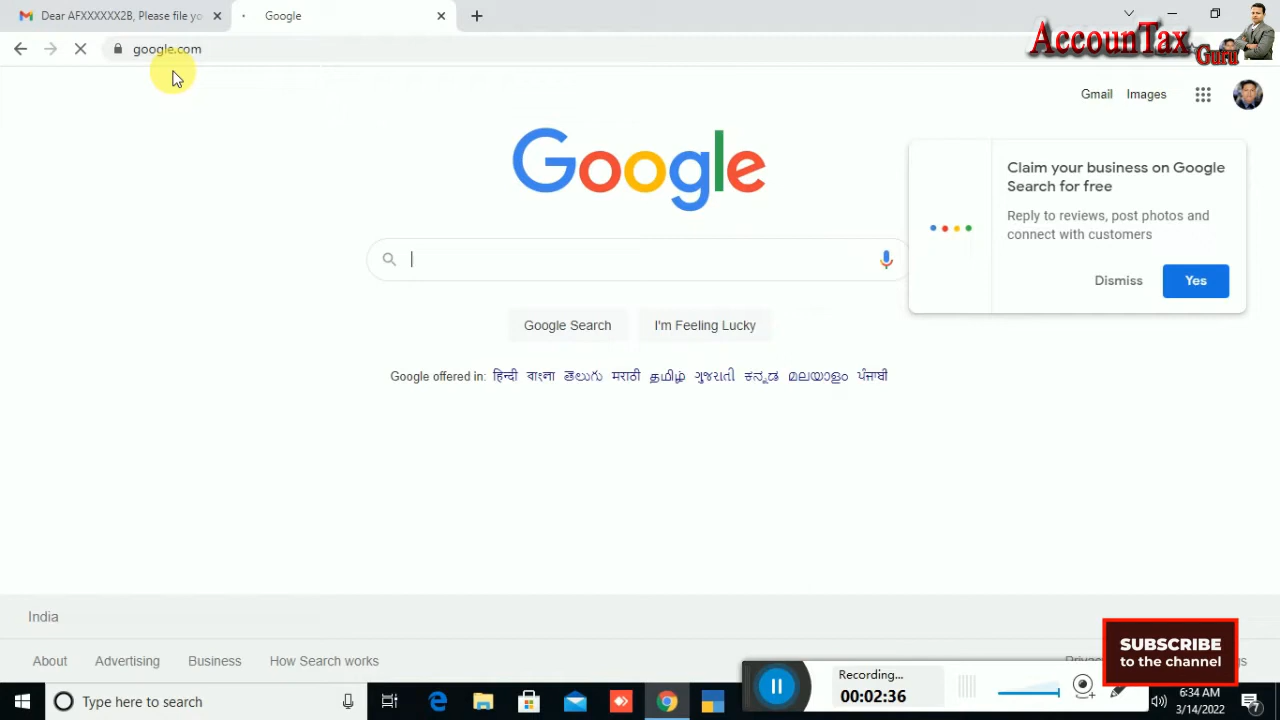 Dear AFXXXXXX2B, Please file yo
Google
google.com
AccounTax
Guru
Gmail
Images
Google
Claim your business on Google
Search for free
Reply to reviews, post photos and
connect with customers
Dismiss
Yes
Google Search
I'm Feeling Lucky
Google offered in: हिन्दी বাংলা తెలుగు मराठी தமிழ் ગુજરાતી ಕನ್ನಡ മലയാളം ਪੰਜਾਬੀ
India
About
Advertising
Business
How Search works
SUBSCRIBE
to the channel
Recording...
00:02:36
Type here to search
6:34 AM
3/14/2022
7